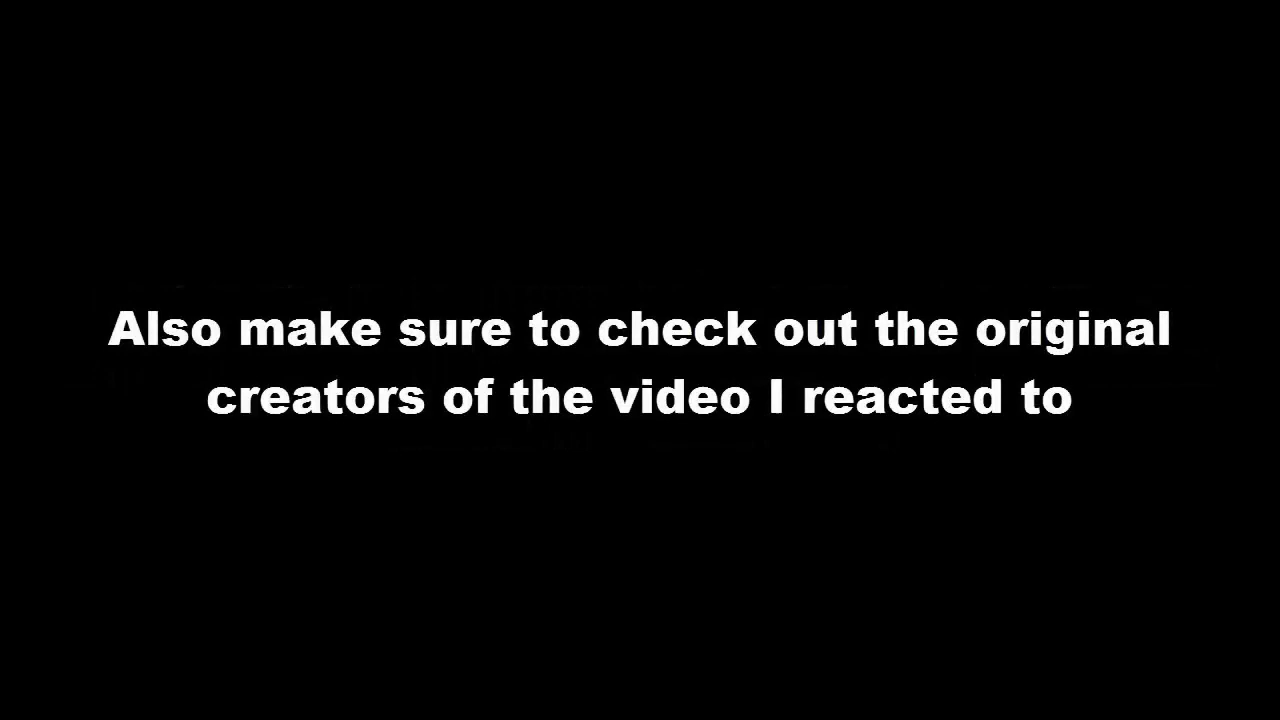 Also make sure to check out the original
creators of the video I reacted to